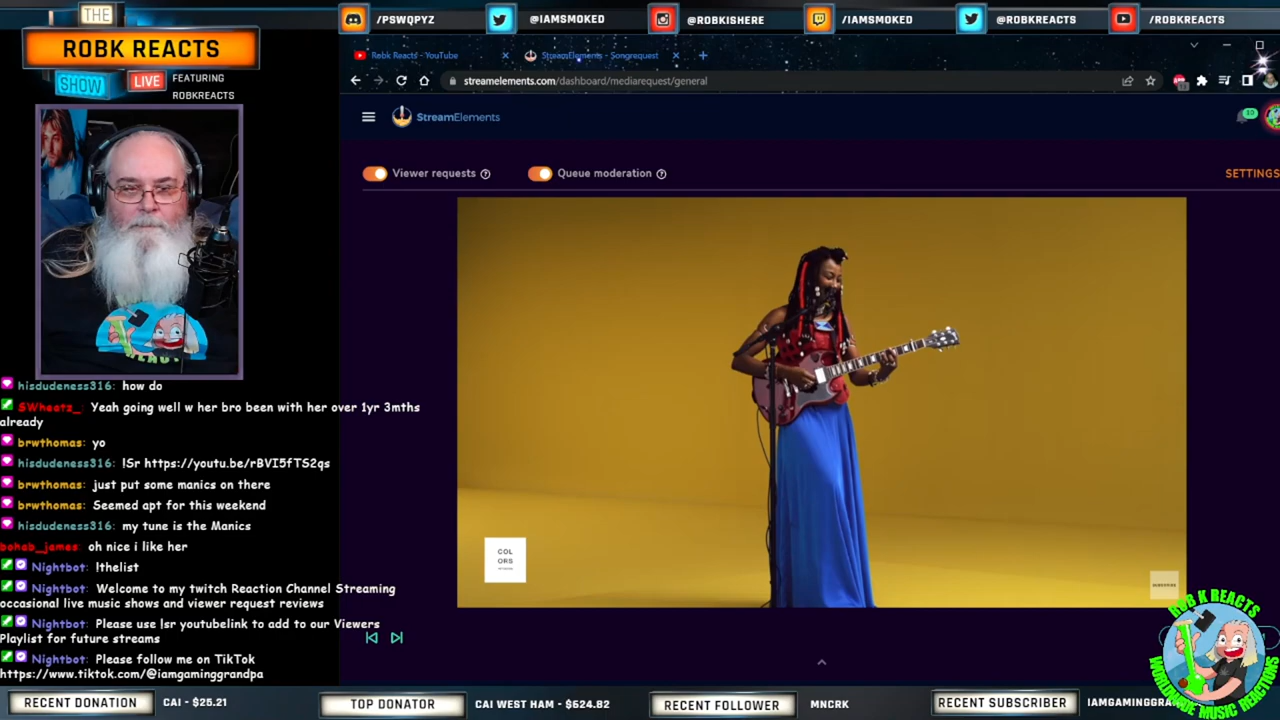 THE
ROBK REACTS
SHOW
LIVE
FEATURING
ROBKREACTS
/PSWQPYZ
@IAMSMOKED
@ROBKISHERE
/IAMSMOKED
@ROBKREACTS
/ROBKREACTS
Robk Reacts - YouTube
StreamElements - Songrequest
streamelements.com/dashboard/mediarequest/general
StreamElements
Viewer requests
Queue moderation
SETTINGS
COL
ORS
SUBSCRIBE
hisdudeness316: how do
SWheatz_: Yeah going well w her bro been with her over 1yr 3mths
already
brwthomas: yo
hisdudeness316: !Sr https://youtu.be/rBVI5fTS2qs
brwthomas: just put some manics on there
brwthomas: Seemed apt for this weekend
hisdudeness316: my tune is the Manics
bohab_james: oh nice i like her
Nightbot: !thelist
Nightbot: Welcome to my twitch Reaction Channel Streaming
occasional live music shows and viewer request reviews
Nightbot: Please use !sr youtubelink to add to our Viewers
Playlist for future streams
Nightbot: Please follow me on TikTok
https://www.tiktok.com/@iamgaminggrandpa
ROB K REACTS
WORLDWIDE MUSIC REACTIONS
RECENT DONATION
CAI - $25.21
TOP DONATOR
CAI WEST HAM - $624.82
RECENT FOLLOWER
MNCRK
RECENT SUBSCRIBER